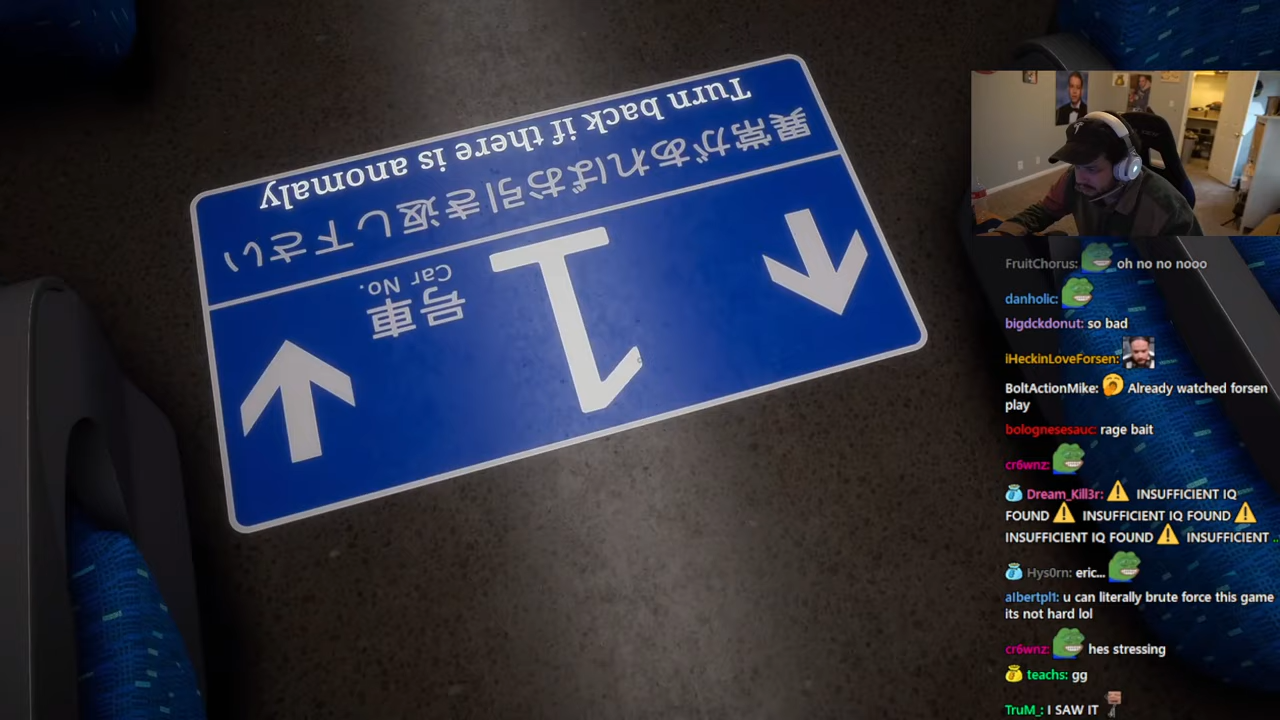 Turn back if there is anomaly
異常があればお引き返し下さい
1
号車
Car No.
FruitChorus: oh no no nooo
danholic:
bigdckdonut: so bad
iHeckinLoveForsen:
BoltActionMike: Already watched forsen
play
bolognesesauc: rage bait
cr6wnz:
Dream_Kill3r: INSUFFICIENT IQ
FOUND INSUFFICIENT IQ FOUND
INSUFFICIENT IQ FOUND INSUFFICIENT ..
Hys0rn: eric...
albertpl1: u can literally brute force this game
its not hard lol
cr6wnz: hes stressing
teachs: gg
TruM_: I SAW IT